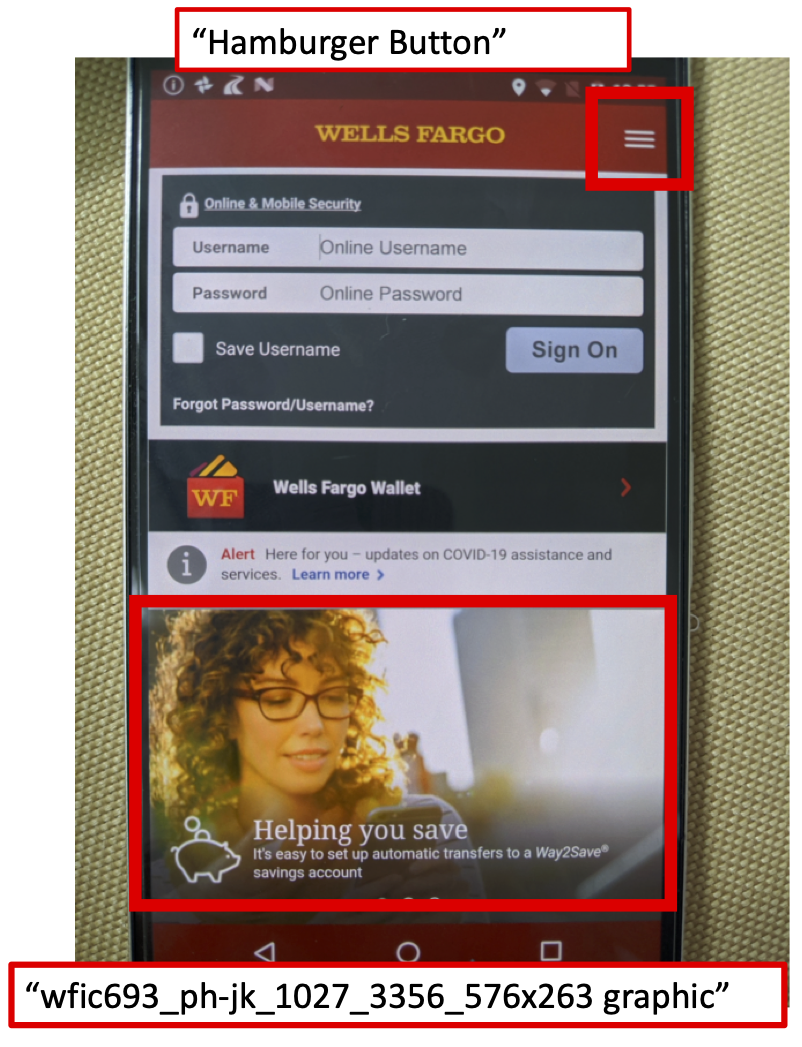 “Hamburger Button”
WELLS FARGO
Online & Mobile Security
Username Online Username
Password Online Password
Save Username
Sign On
Forgot Password/Username?
WF
Wells Fargo Wallet
Alert Here for you – updates on COVID-19 assistance and
services. Learn more >
Helping you save
It's easy to set up automatic transfers to a Way2Save®
savings account
“wfic693_ph-jk_1027_3356_576x263 graphic”